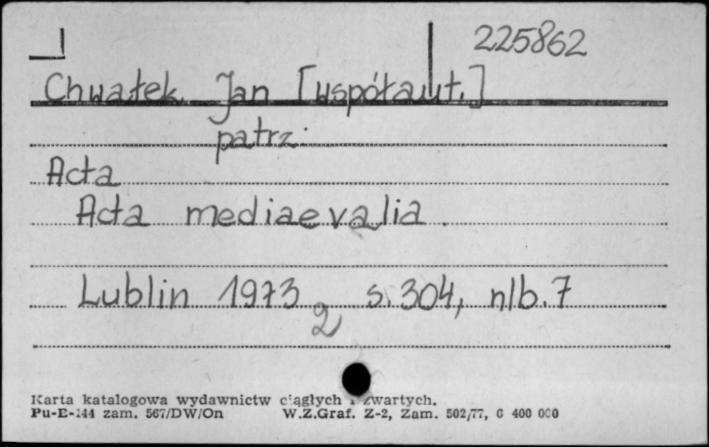 225862
Chwałek Jan [współaut.]
patrz:
Acta
Acta mediaevalia.
Lublin 1973 s. 304, nlb. 7
2
Karta katalogowa wydawnictw ciągłych i zwartych.
Pu-E-144 zam. 567/DW/On W.Z.Graf. Z-2, Zam. 502/77, G 400 000